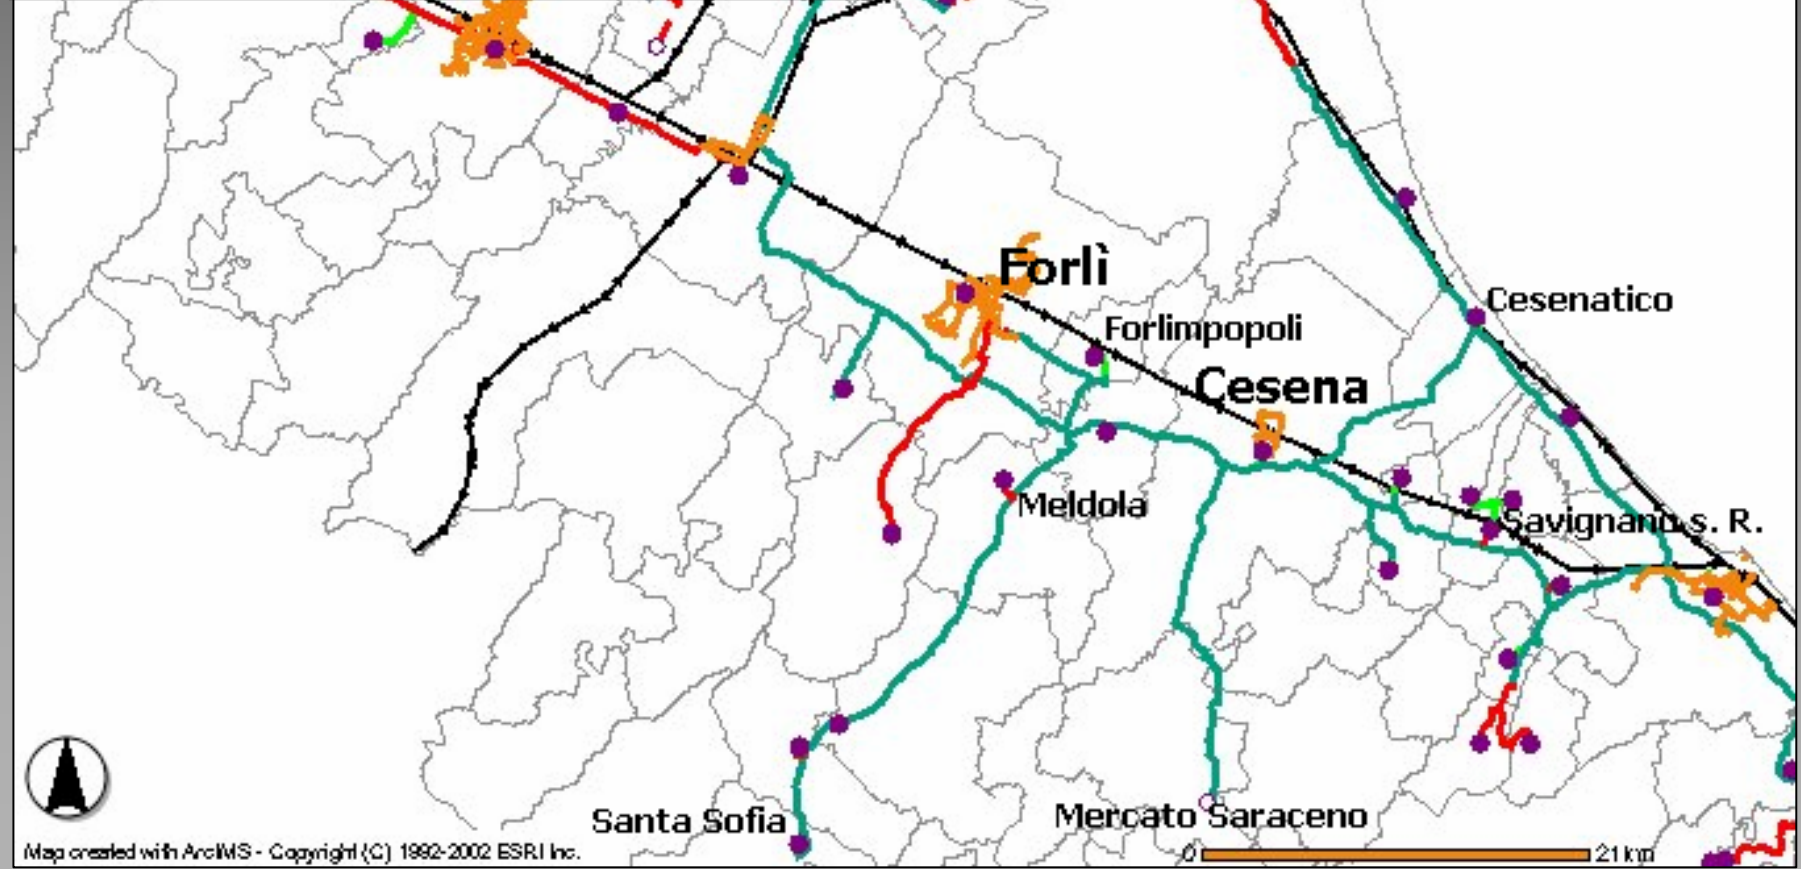 Forlì
Cesenatico
Forlimpopoli
Cesena
Meldola
Savignano s. R.
Santa Sofia
Mercato Saraceno
Map created with ArcIMS - Copyright (C) 1992-2002 ESRI Inc.
0 21 km